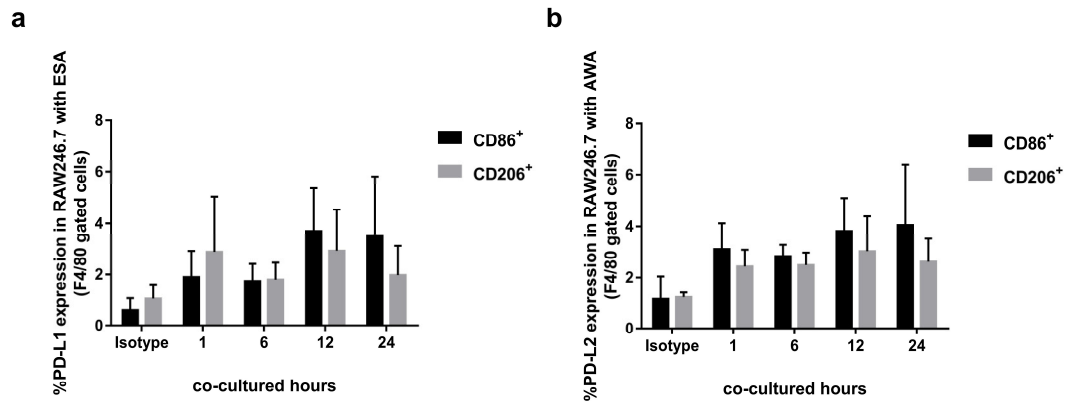 a
%PD-L1 expression in RAW246.7 with ESA
(F4/80 gated cells)
8
6
4
2
0
Isotype 1 6 12 24
co-cultured hours
CD86+
CD206+
b
%PD-L2 expression in RAW246.7 with AWA
(F4/80 gated cells)
8
6
4
2
0
Isotype 1 6 12 24
co-cultured hours
CD86+
CD206+